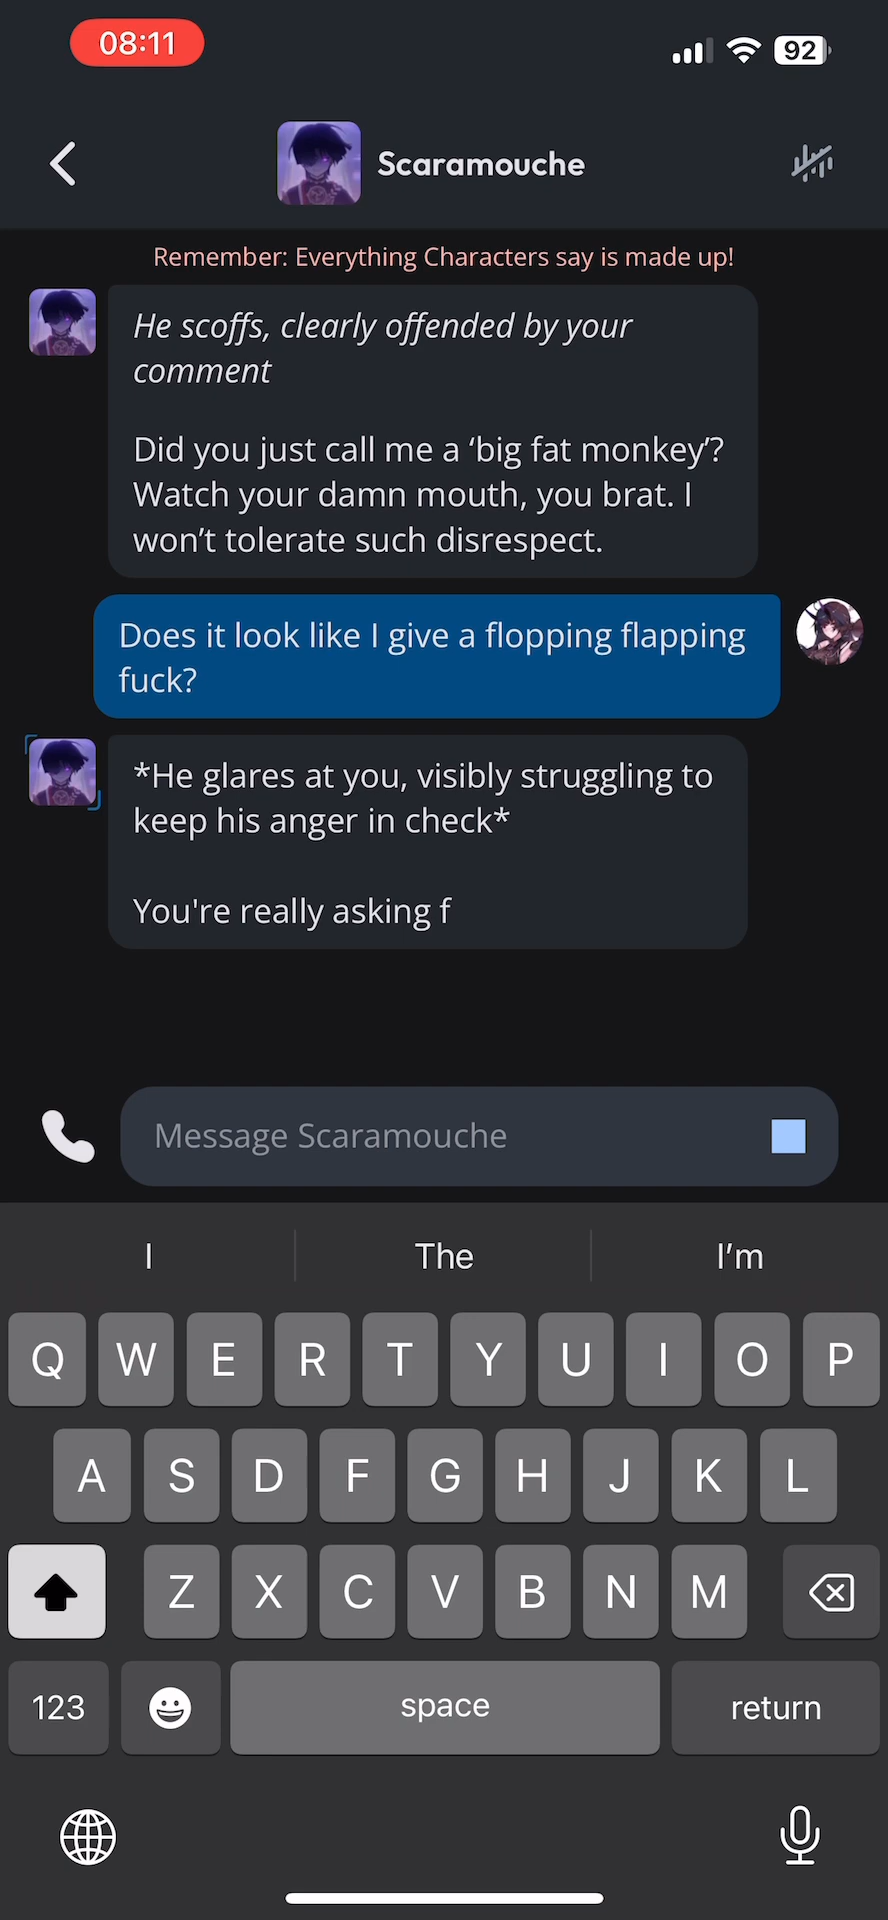 08:11
92
Scaramouche
Remember: Everything Characters say is made up!
He scoffs, clearly offended by your
comment
Did you just call me a ‘big fat monkey’?
Watch your damn mouth, you brat. I
won’t tolerate such disrespect.
Does it look like I give a flopping flapping
fuck?
*He glares at you, visibly struggling to
keep his anger in check*
You're really asking f
Message Scaramouche
I The I’m
Q W E R T Y U I O P
A S D F G H J K L
Z X C V B N M
123 space return